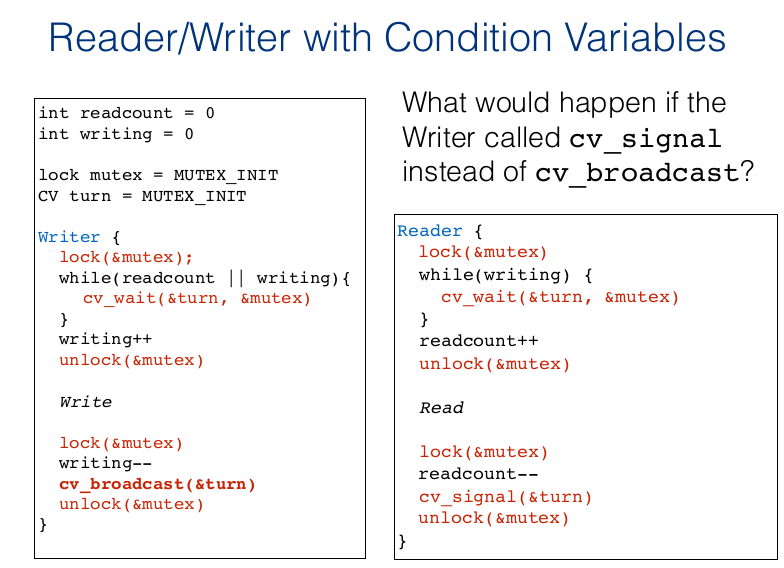 Reader/Writer with Condition Variables
int readcount = 0
int writing = 0
lock mutex = MUTEX_INIT
CV turn = MUTEX_INIT
Writer {
lock(&mutex);
while(readcount || writing){
cv_wait(&turn, &mutex)
}
writing++
unlock(&mutex)
Write
lock(&mutex)
writing--
cv_broadcast(&turn)
unlock(&mutex)
}
What would happen if the
Writer called cv_signal
instead of cv_broadcast?
Reader {
lock(&mutex)
while(writing) {
cv_wait(&turn, &mutex)
}
readcount++
unlock(&mutex)
Read
lock(&mutex)
readcount--
cv_signal(&turn)
unlock(&mutex)
}